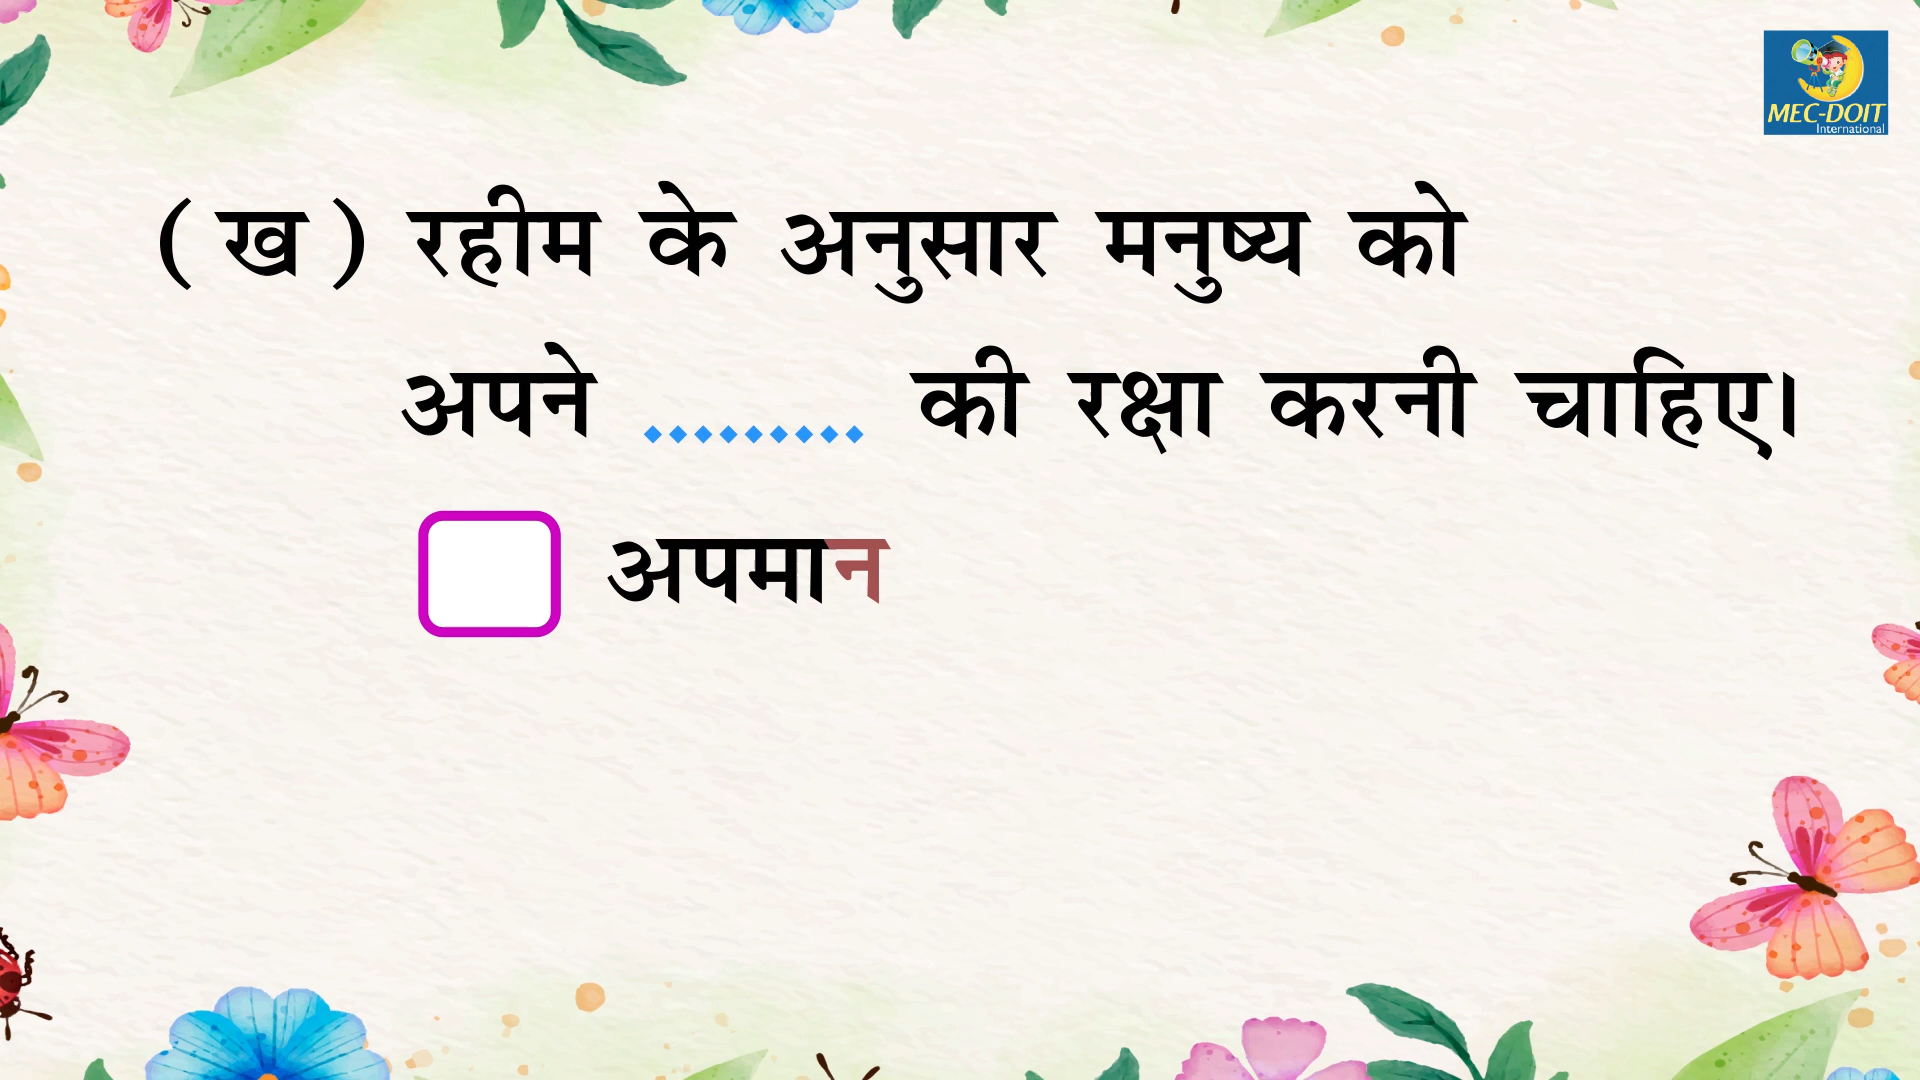 MEC-DOIT
International
( ख ) रहीम के अनुसार मनुष्य को
अपने ......... की रक्षा करनी चाहिए।
अपमान